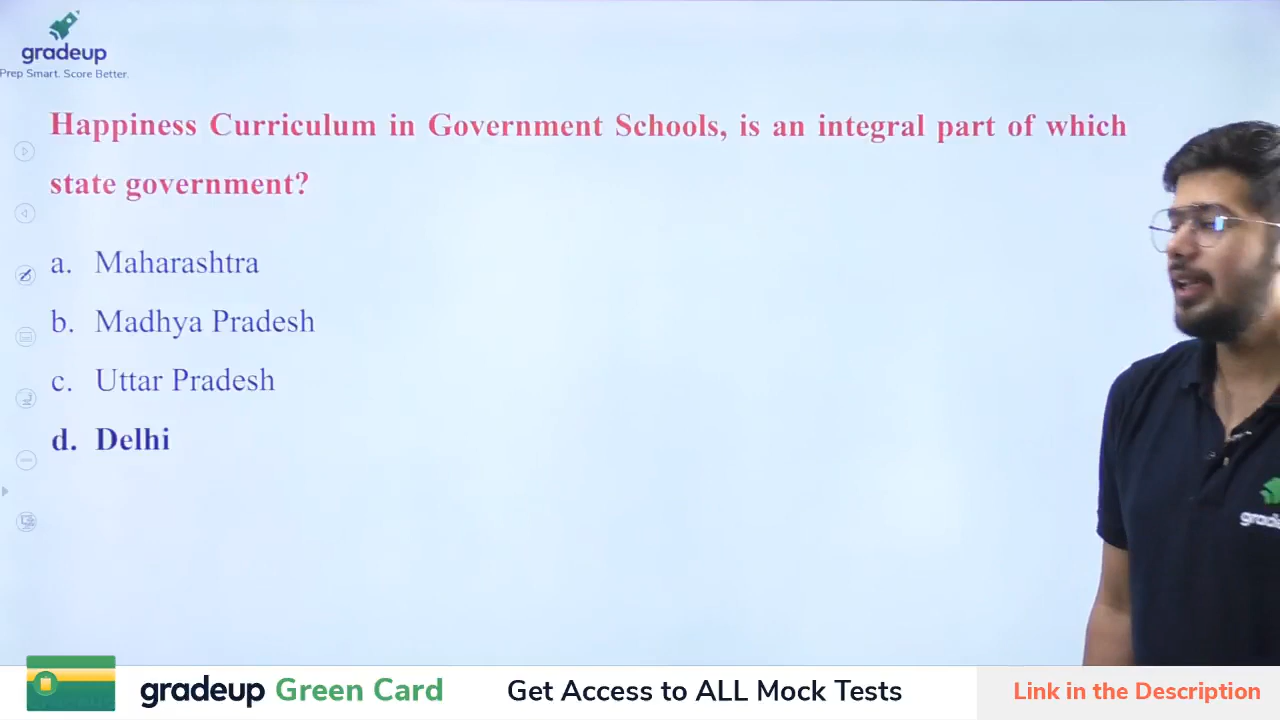 gradeup
Prep Smart. Score Better.
Happiness Curriculum in Government Schools, is an integral part of which
state government?
a. Maharashtra
b. Madhya Pradesh
c. Uttar Pradesh
d. Delhi
gradeup Green Card Get Access to ALL Mock Tests Link in the Description